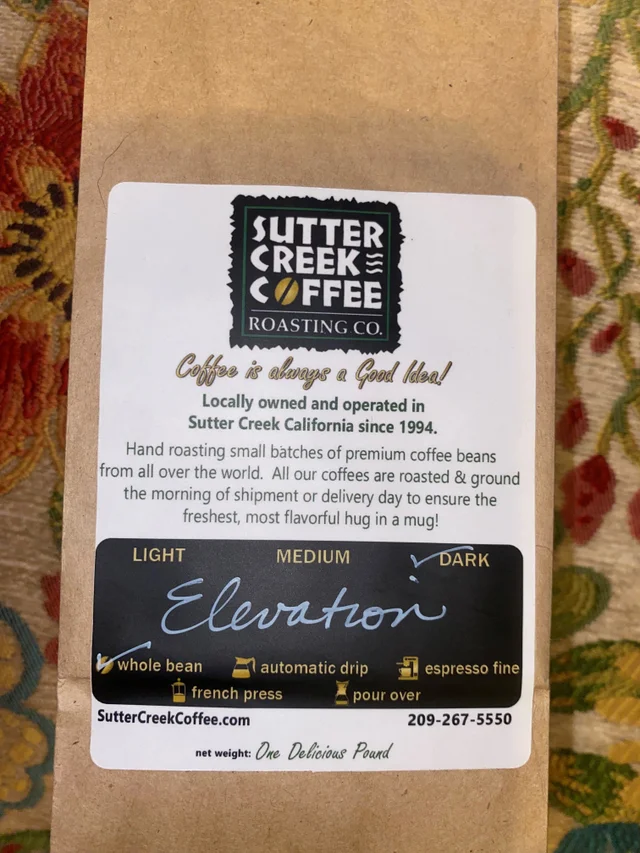 SUTTER
CREEK
COFFEE
ROASTING CO.
Coffee is always a Good Idea!
Locally owned and operated in
Sutter Creek California since 1994.
Hand roasting small batches of premium coffee beans
from all over the world. All our coffees are roasted & ground
the morning of shipment or delivery day to ensure the
freshest, most flavorful hug in a mug!
LIGHT MEDIUM DARK
Elevation
whole bean automatic drip espresso fine
french press pour over
SutterCreekCoffee.com 209-267-5550
net weight: One Delicious Pound